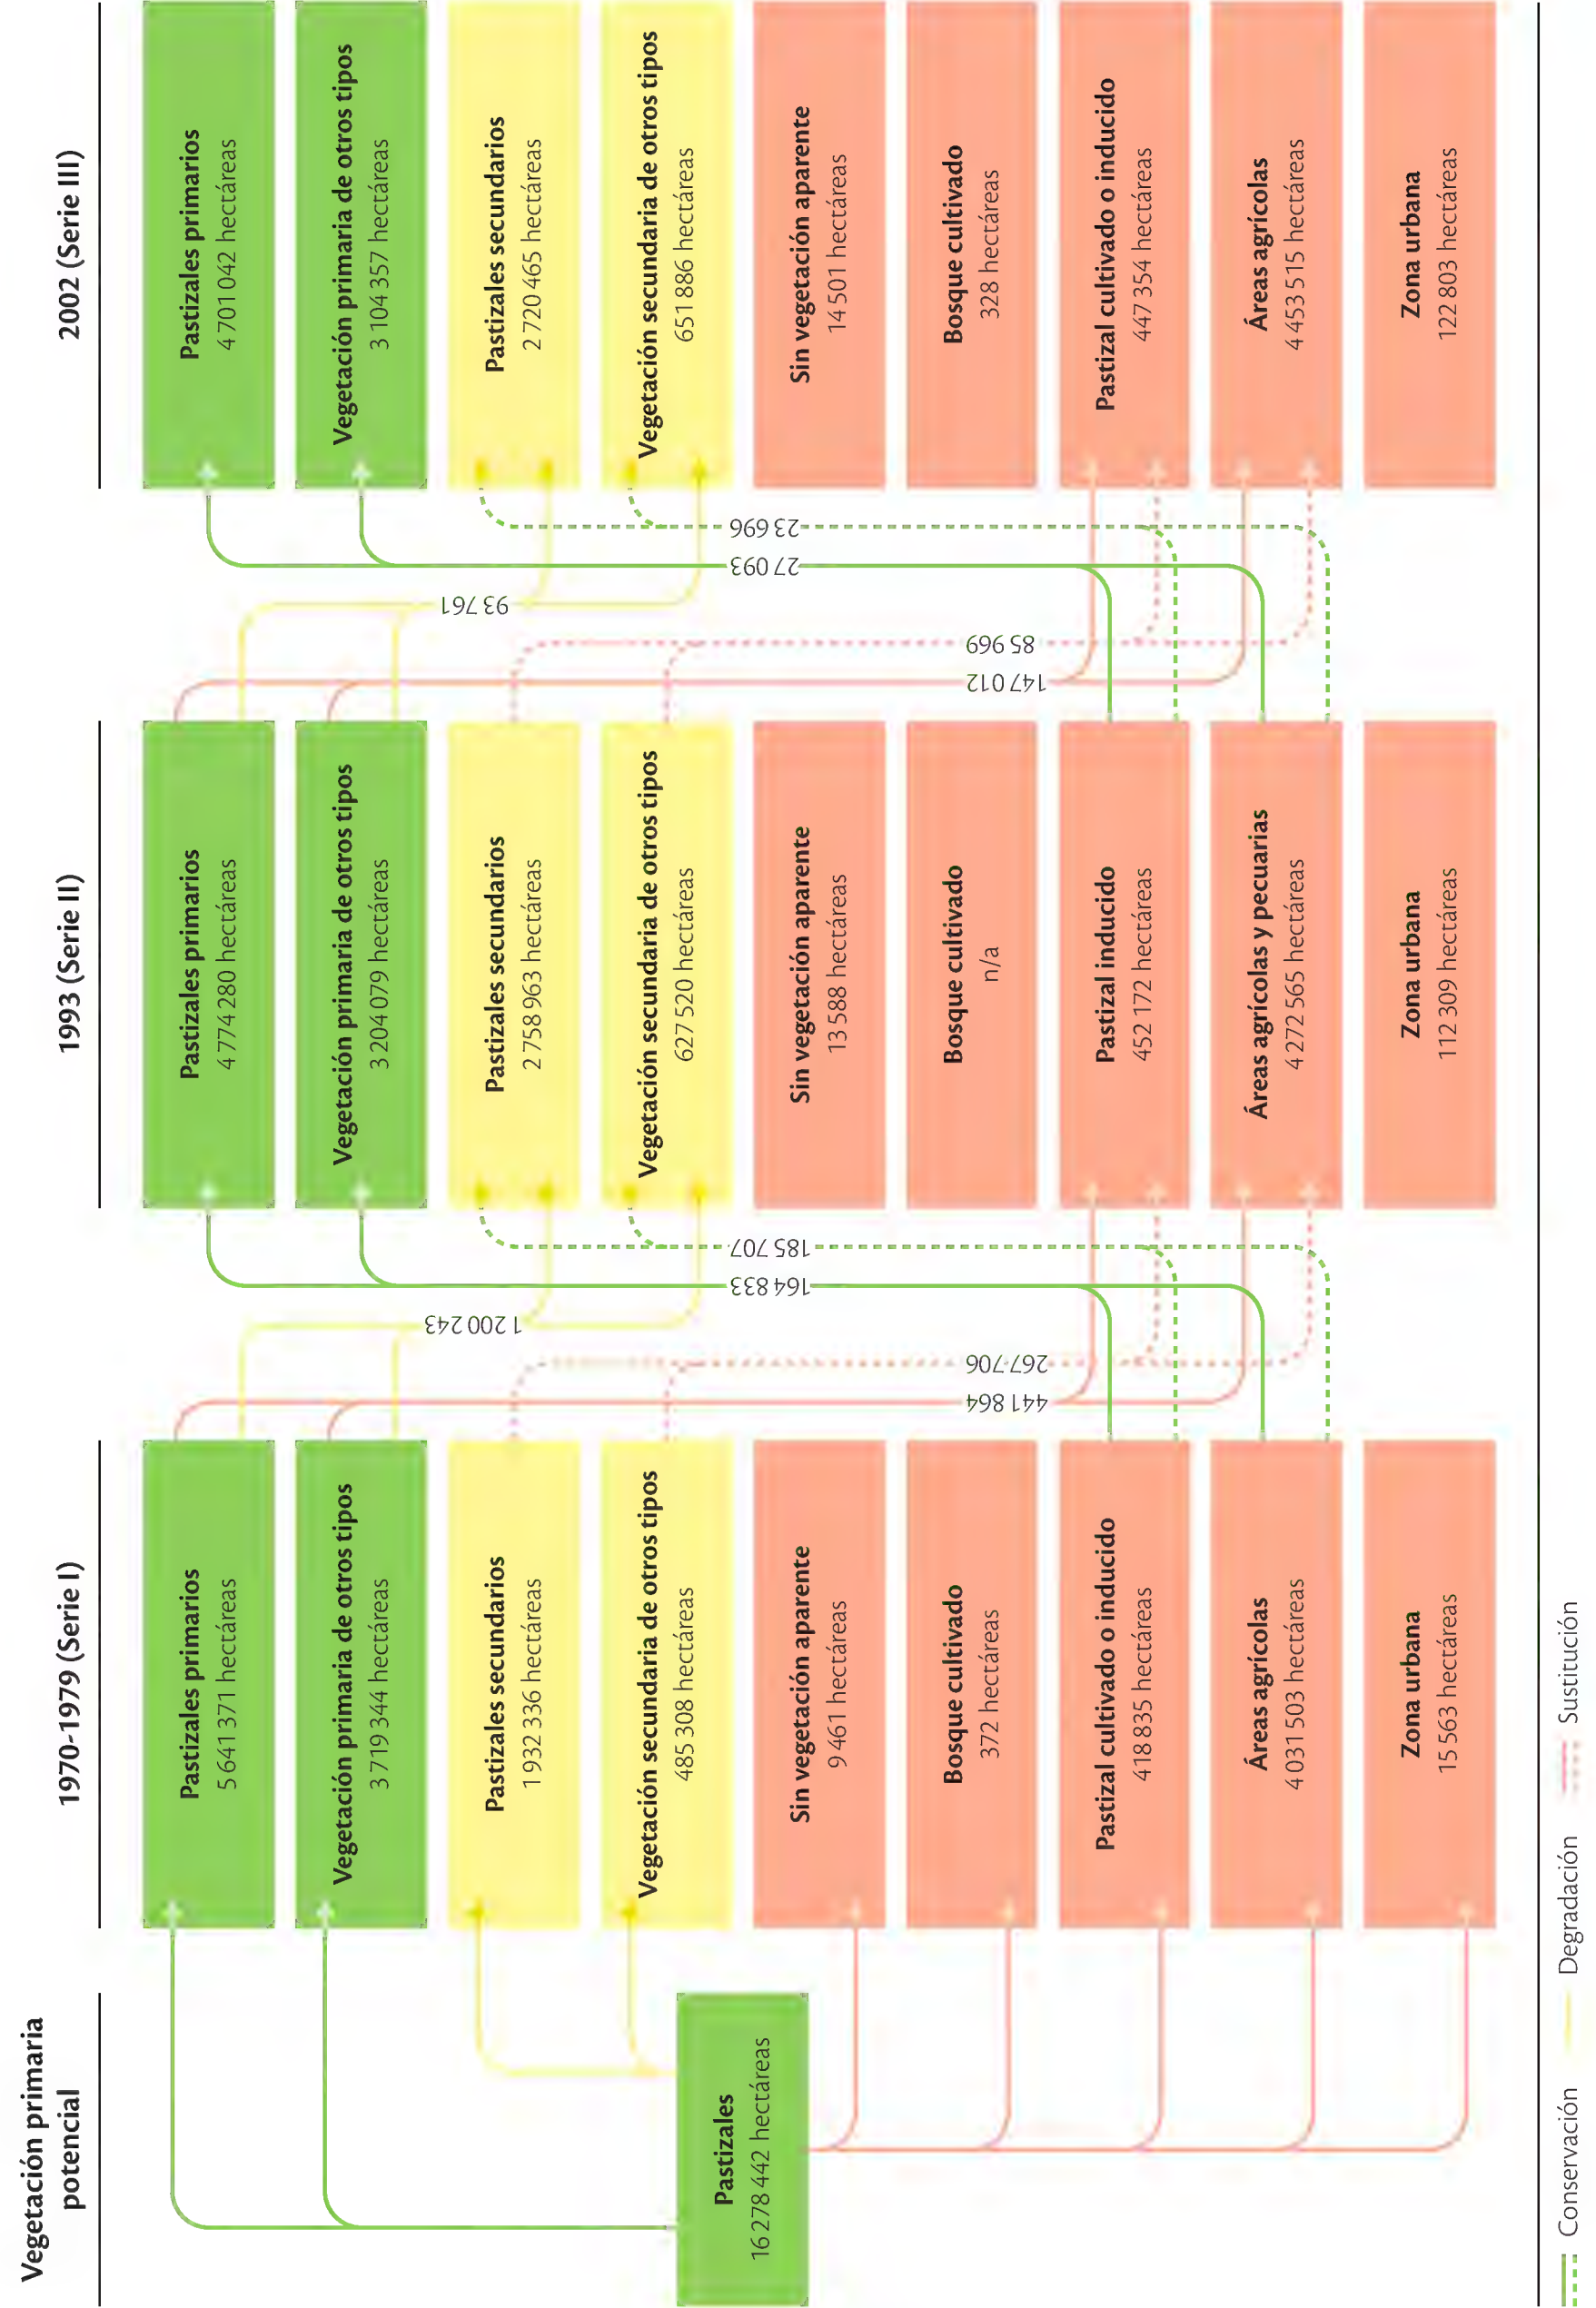 Vegetación primaria
potencial
1970-1979 (Serie I)
1993 (Serie II)
2002 (Serie III)
Pastizales
16 278 442 hectáreas
Pastizales primarios
5 641 371 hectáreas
Vegetación primaria de otros tipos
3 719 344 hectáreas
Pastizales secundarios
1 932 336 hectáreas
Vegetación secundaria de otros tipos
485 308 hectáreas
Sin vegetación aparente
9 461 hectáreas
Bosque cultivado
372 hectáreas
Pastizal cultivado o inducido
418 835 hectáreas
Áreas agrícolas
4 031 503 hectáreas
Zona urbana
15 563 hectáreas
441 864
267 706
1 200 243
164 833
185 707
Pastizales primarios
4 774 280 hectáreas
Vegetación primaria de otros tipos
3 204 079 hectáreas
Pastizales secundarios
2 758 963 hectáreas
Vegetación secundaria de otros tipos
627 520 hectáreas
Sin vegetación aparente
13 588 hectáreas
Bosque cultivado
n/a
Pastizal inducido
452 172 hectáreas
Áreas agrícolas y pecuarias
4 272 565 hectáreas
Zona urbana
112 309 hectáreas
147 012
85 969
93 761
27 093
23 696
Pastizales primarios
4 701 042 hectáreas
Vegetación primaria de otros tipos
3 104 357 hectáreas
Pastizales secundarios
2 720 465 hectáreas
Vegetación secundaria de otros tipos
651 886 hectáreas
Sin vegetación aparente
14 501 hectáreas
Bosque cultivado
328 hectáreas
Pastizal cultivado o inducido
447 354 hectáreas
Áreas agrícolas
4 453 515 hectáreas
Zona urbana
122 803 hectáreas
Conservación
Degradación
Sustitución